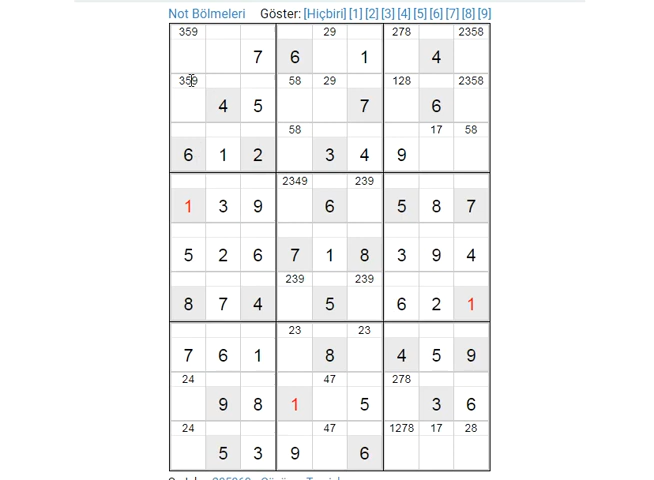 Not Bölmeleri Göster: [Hiçbiri] [1] [2] [3] [4] [5] [6] [7] [8] [9]
359 29 278 2358
7 6 1 4
359 58 29 128 2358
4 5 7 6
58 17 58
6 1 2 3 4 9
2349 239
1 3 9 6 5 8 7
5 2 6 7 1 8 3 9 4
239 239
8 7 4 5 6 2 1
23 23
7 6 1 8 4 5 9
24 47 278
9 8 1 5 3 6
24 47 1278 17 28
5 3 9 6